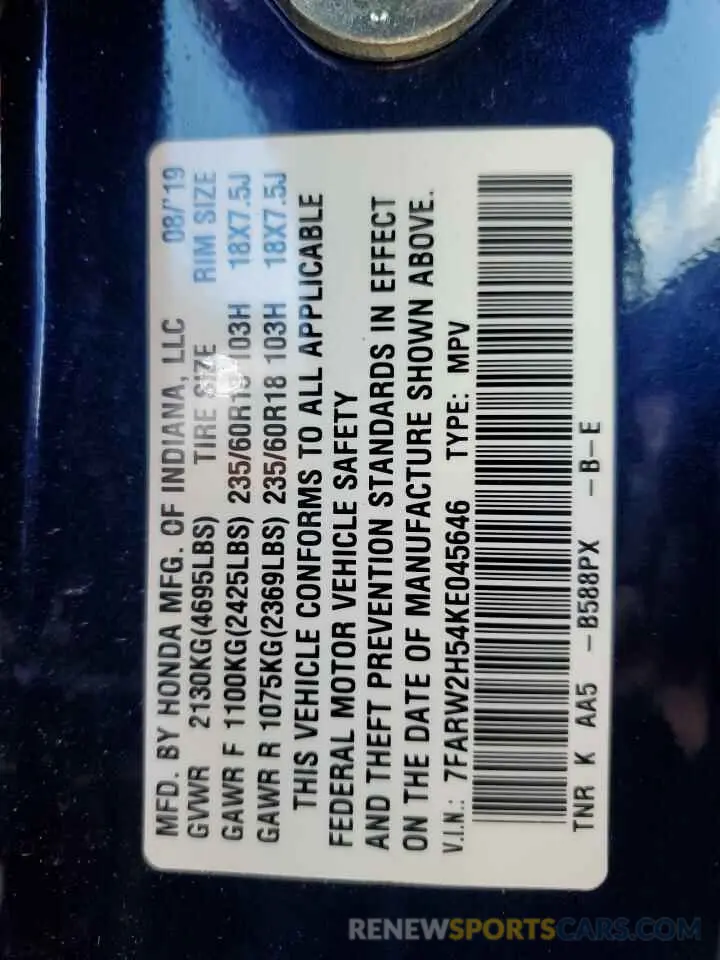 MFD. BY HONDA MFG. OF INDIANA, LLC 08/'19
GVWR 2130KG(4695LBS) TIRE SIZE RIM SIZE
GAWR F 1100KG(2425LBS) 235/60R18 103H 18X7.5J
GAWR R 1075KG(2369LBS) 235/60R18 103H 18X7.5J
THIS VEHICLE CONFORMS TO ALL APPLICABLE
FEDERAL MOTOR VEHICLE SAFETY
AND THEFT PREVENTION STANDARDS IN EFFECT
ON THE DATE OF MANUFACTURE SHOWN ABOVE.
V.I.N.: 7FARW2H54KE045646 TYPE: MPV
TNR K AA5 -B588PX -B-E
RENEWSPORTSCARS.COM